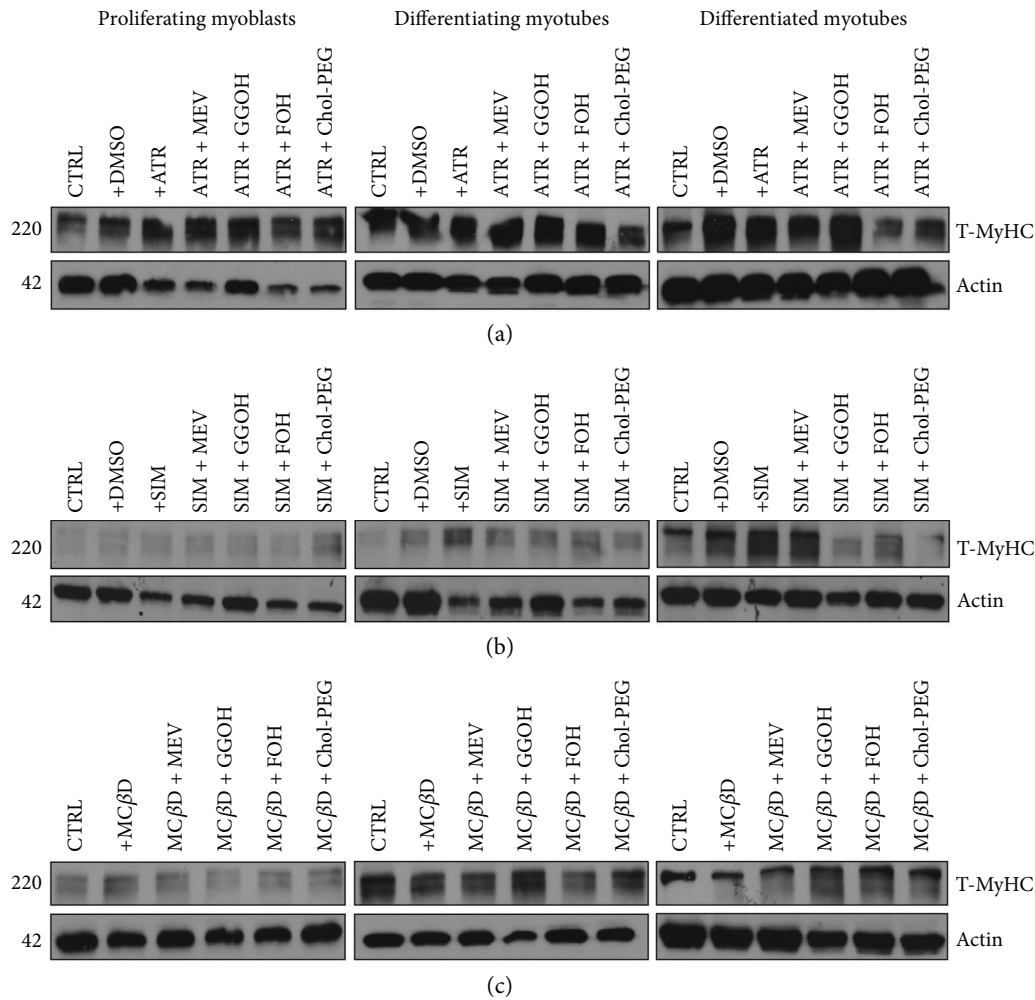 Proliferating myoblasts
Differentiating myotubes
Differentiated myotubes
CTRL
+DMSO
+ATR
ATR + MEV
ATR + GGOH
ATR + FOH
ATR + Chol-PEG
CTRL
+DMSO
+ATR
ATR + MEV
ATR + GGOH
ATR + FOH
ATR + Chol-PEG
CTRL
+DMSO
+ATR
ATR + MEV
ATR + GGOH
ATR + FOH
ATR + Chol-PEG
220
T-MyHC
42
Actin
(a)
CTRL
+DMSO
+SIM
SIM + MEV
SIM + GGOH
SIM + FOH
SIM + Chol-PEG
CTRL
+DMSO
+SIM
SIM + MEV
SIM + GGOH
SIM + FOH
SIM + Chol-PEG
CTRL
+DMSO
+SIM
SIM + MEV
SIM + GGOH
SIM + FOH
SIM + Chol-PEG
220
T-MyHC
42
Actin
(b)
CTRL
+MCβD
MCβD + MEV
MCβD + GGOH
MCβD + FOH
MCβD + Chol-PEG
CTRL
+MCβD
MCβD + MEV
MCβD + GGOH
MCβD + FOH
MCβD + Chol-PEG
CTRL
+MCβD
MCβD + MEV
MCβD + GGOH
MCβD + FOH
MCβD + Chol-PEG
220
T-MyHC
42
Actin
(c)